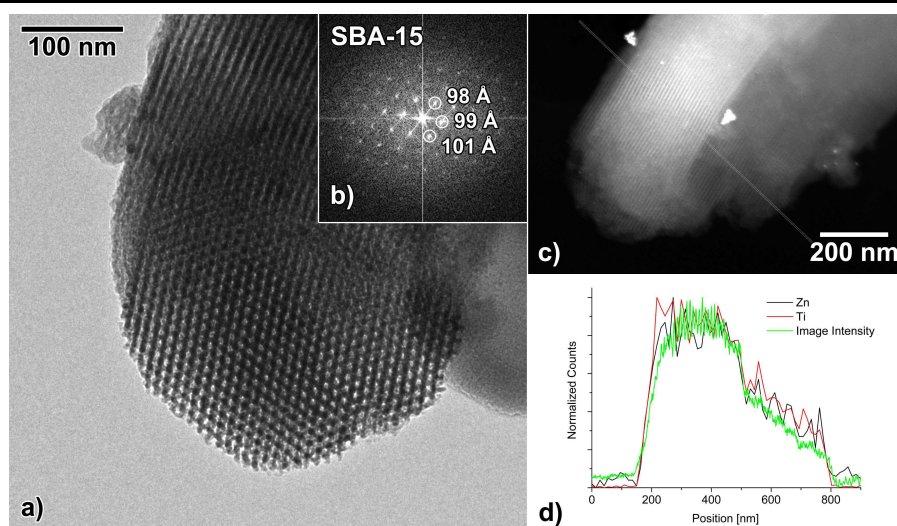 100 nm
SBA-15
98 Å
99 Å
101 Å
b)
a)
c)
200 nm
Zn
Ti
Image Intensity
Normalized Counts
0
200
400
600
800
Position [nm]
d)